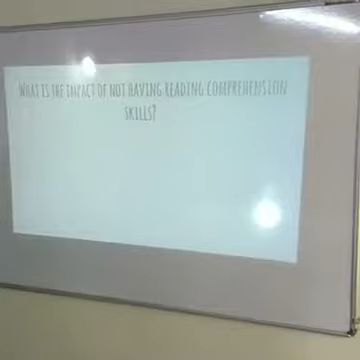 What is the impact of not having reading comprehension
skills?